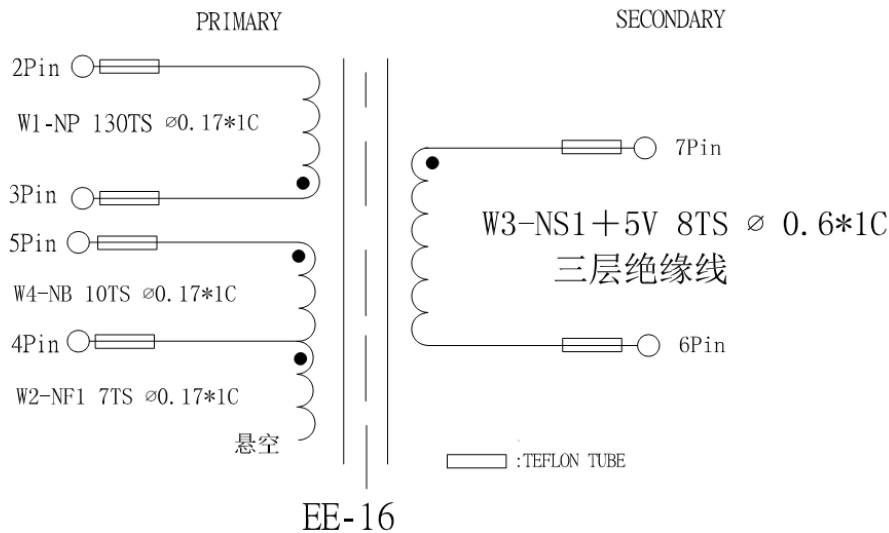 PRIMARY
SECONDARY
2Pin
W1-NP 130TS ⌀0.17*1C
3Pin
5Pin
W4-NB 10TS ⌀0.17*1C
4Pin
W2-NF1 7TS ⌀0.17*1C
悬空
7Pin
W3-NS1+5V 8TS ⌀ 0.6*1C
三层绝缘线
6Pin
:TEFLON TUBE
EE-16